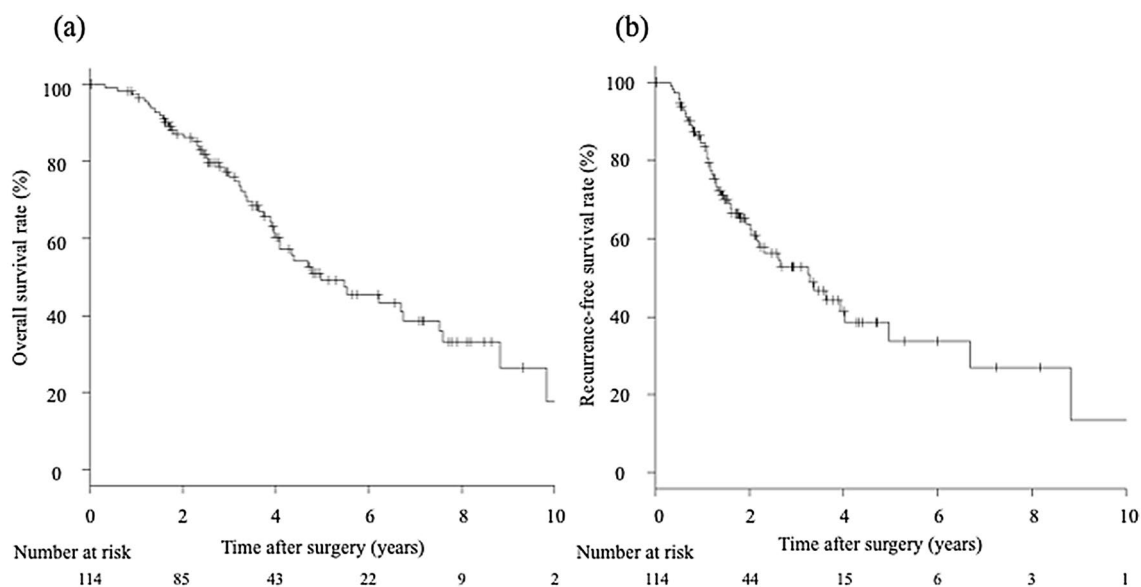 (a)
Overall survival rate (%)
100
80
60
40
20
0
0 2 4 6 8 10
Time after surgery (years)
Number at risk
114 85 43 22 9 2
(b)
Recurrence-free survival rate (%)
100
80
60
40
20
0
0 2 4 6 8 10
Time after surgery (years)
Number at risk
114 44 15 6 3 1